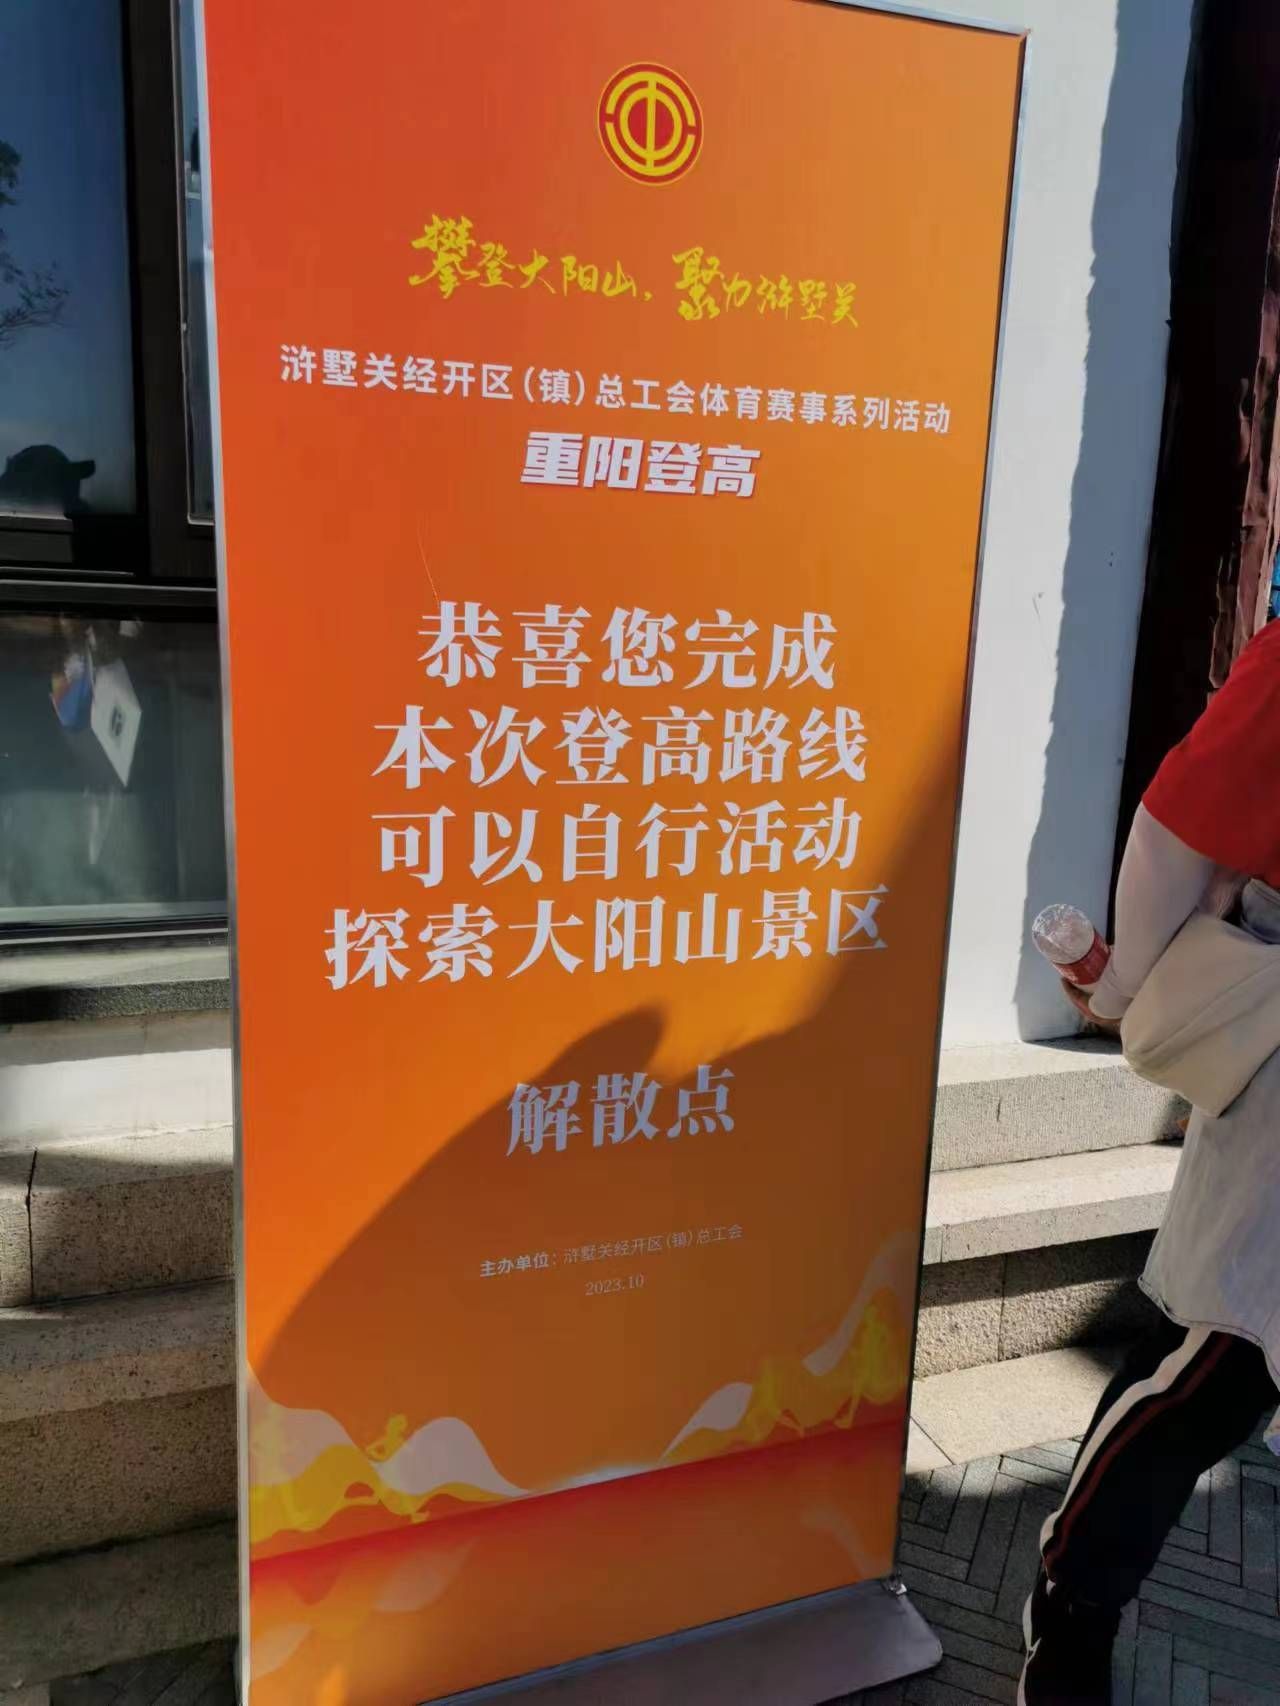 攀登大阳山，聚力浒墅关
浒墅关经开区（镇）总工会体育赛事系列活动
重阳登高
恭喜您完成
本次登高路线
可以自行活动
探索大阳山景区
解散点
主办单位：浒墅关经开区（镇）总工会
2023.10